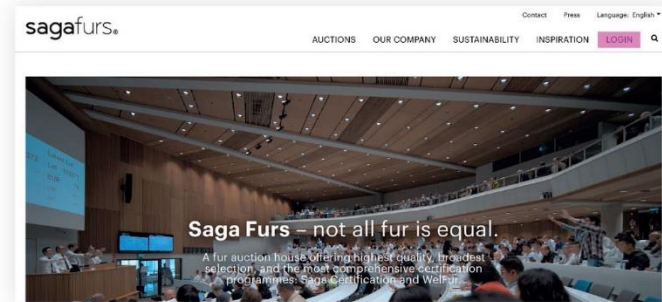 Contact Press Language: English
sagafurs®
AUCTIONS OUR COMPANY SUSTAINABILITY INSPIRATION LOGIN
Saga Furs – not all fur is equal.
A fur auction house offering highest quality, broadest
selection, and the most comprehensive certification
programmes: Saga Certification and WelFur.